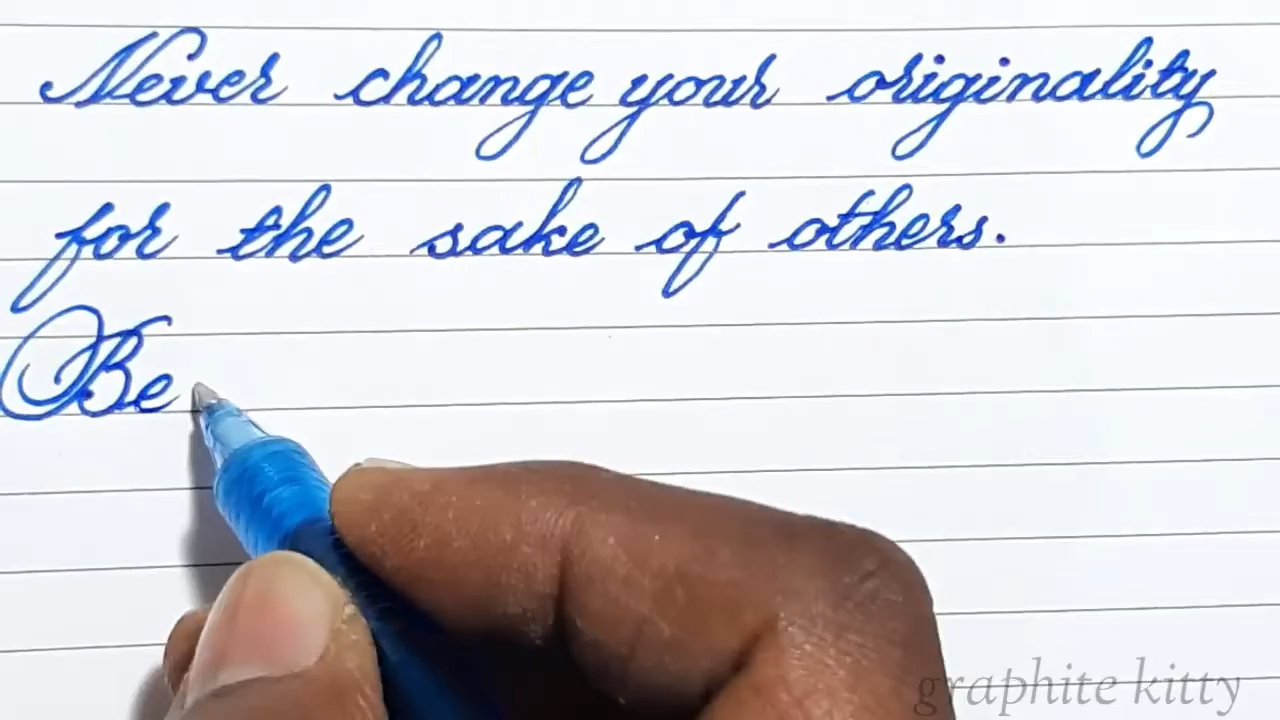 Never change your originality
for the sake of others.
Be
graphite kitty